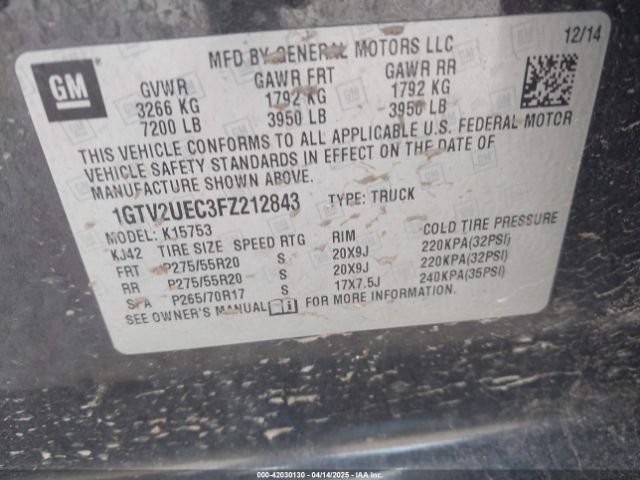 MFD BY GENERAL MOTORS LLC
12/14
GM
GVWR GAWR FRT GAWR RR
3266 KG 1792 KG 1792 KG
7200 LB 3950 LB 3950 LB
THIS VEHICLE CONFORMS TO ALL APPLICABLE U.S. FEDERAL MOTOR
VEHICLE SAFETY STANDARDS IN EFFECT ON THE DATE OF
MANUFACTURE SHOWN ABOVE.
1GTV2UEC3FZ212843 TYPE: TRUCK
MODEL: K15753
KJ42 TIRE SIZE SPEED RTG RIM COLD TIRE PRESSURE
FRT P275/55R20 S 20X9J 220KPA(32PSI)
RR P275/55R20 S 20X9J 220KPA(32PSI)
SPA P265/70R17 S 17X7.5J 240KPA(35PSI)
SEE OWNER'S MANUAL FOR MORE INFORMATION.
000-42030130 - 04/14/2025 - IAAI.com